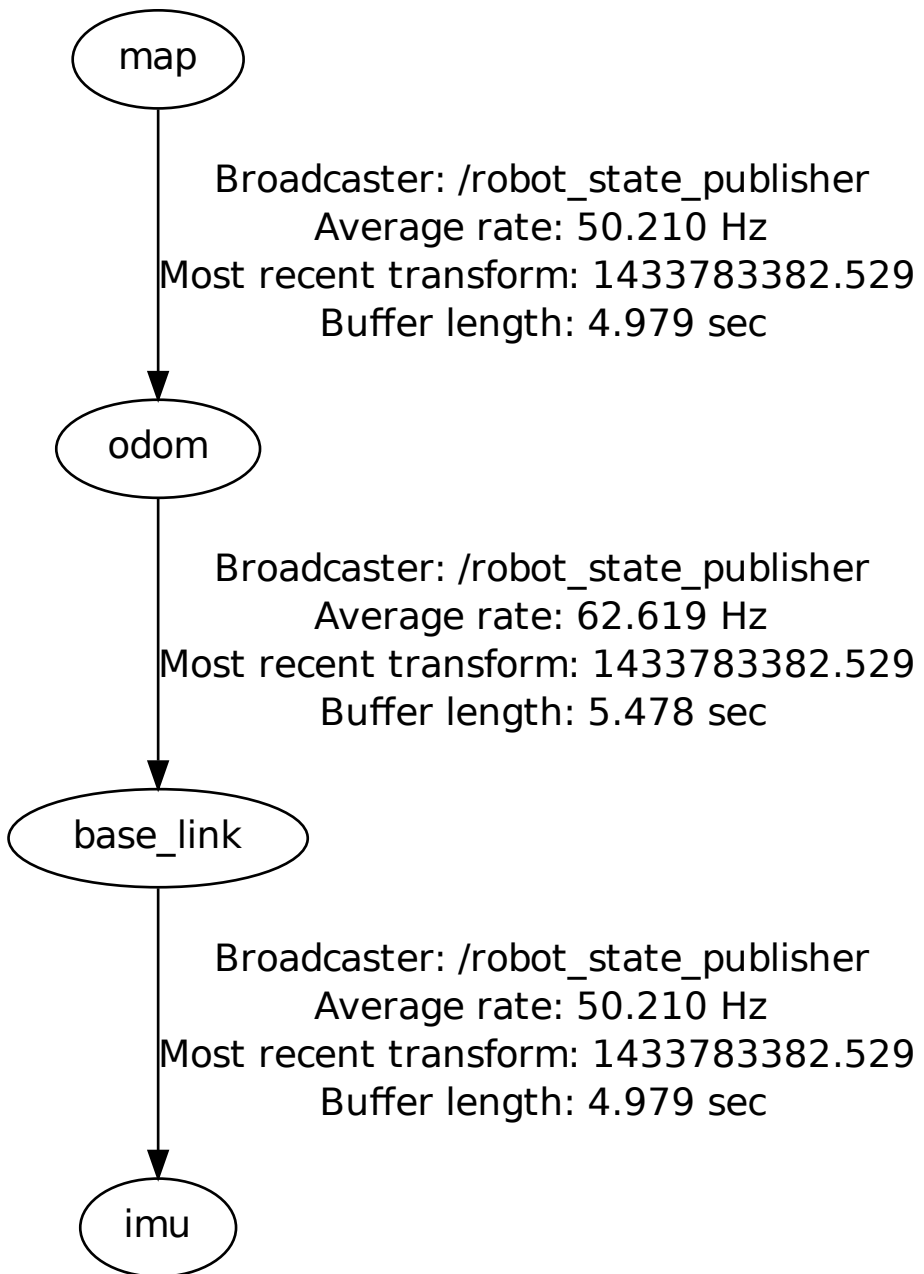 map
Broadcaster: /robot_state_publisher
Average rate: 50.210 Hz
Most recent transform: 1433783382.529
Buffer length: 4.979 sec
odom
Broadcaster: /robot_state_publisher
Average rate: 62.619 Hz
Most recent transform: 1433783382.529
Buffer length: 5.478 sec
base_link
Broadcaster: /robot_state_publisher
Average rate: 50.210 Hz
Most recent transform: 1433783382.529
Buffer length: 4.979 sec
imu